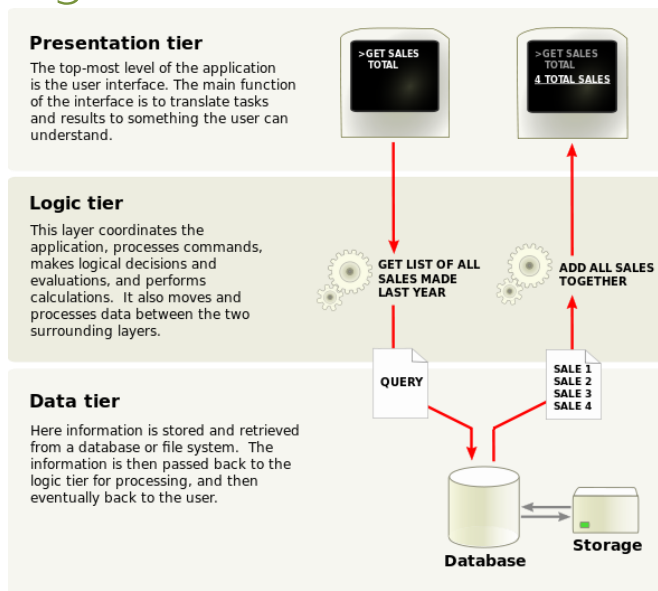 Presentation tier
The top-most level of the application
is the user interface. The main function
of the interface is to translate tasks
and results to something the user can
understand.
>GET SALES
TOTAL
>GET SALES
TOTAL
4 TOTAL SALES
Logic tier
This layer coordinates the
application, processes commands,
makes logical decisions and
evaluations, and performs
calculations.  It also moves and
processes data between the two
surrounding layers.
GET LIST OF ALL
SALES MADE
LAST YEAR
ADD ALL SALES
TOGETHER
QUERY
SALE 1
SALE 2
SALE 3
SALE 4
Data tier
Here information is stored and retrieved
from a database or file system.  The
information is then passed back to the
logic tier for processing, and then
eventually back to the user.
Database
Storage